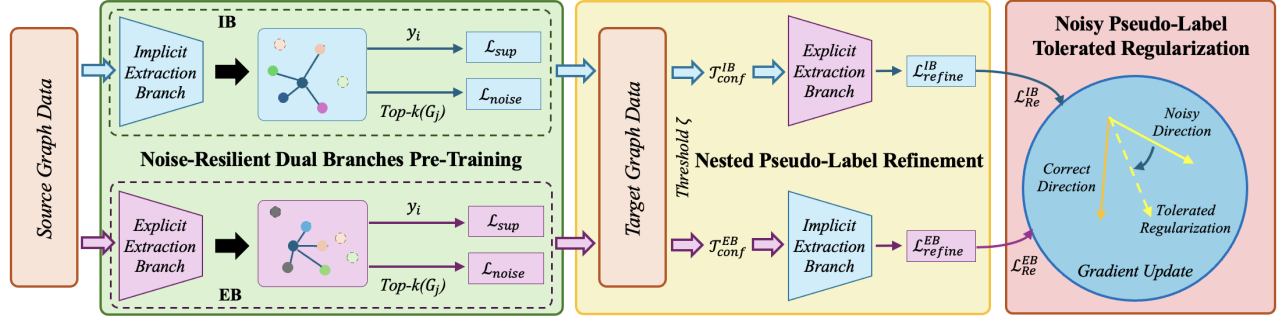 Source Graph Data
IB
Implicit
Extraction
Branch
y_i
Top-k(G_j)
ℒ_sup
ℒ_noise
Noise-Resilient Dual Branches Pre-Training
Explicit
Extraction
Branch
EB
y_i
Top-k(G_j)
ℒ_sup
ℒ_noise
Target Graph Data
𝒯_conf^IB
Explicit
Extraction
Branch
ℒ_refine^IB
Threshold ζ
Nested Pseudo-Label Refinement
𝒯_conf^EB
Implicit
Extraction
Branch
ℒ_refine^EB
Noisy Pseudo-Label
Tolerated Regularization
ℒ_Re^IB
ℒ_Re^EB
Noisy
Direction
Correct
Direction
Tolerated
Regularization
Gradient Update